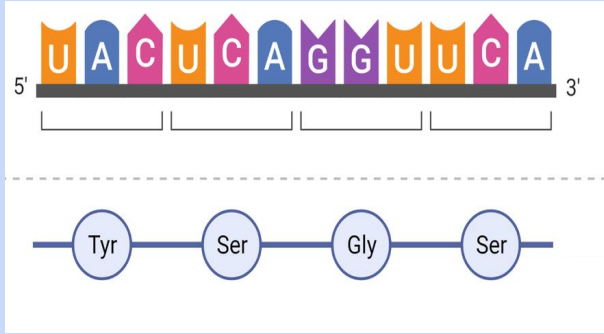 U A C U C A G G U U C A
5' 3'
Tyr Ser Gly Ser